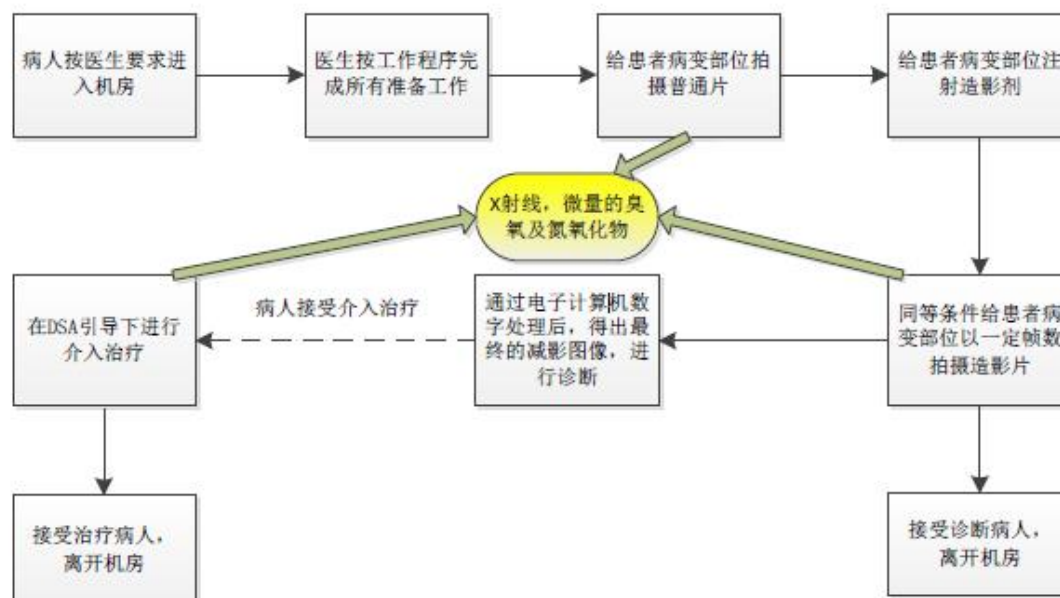 病人按医生要求进
入机房
医生按工作程序完
成所有准备工作
给患者病变部位拍
摄普通片
给患者病变部位注
射造影剂
X射线，微量的臭
氧及氮氧化物
在DSA引导下进行
介入治疗
病人接受介入治疗
通过电子计算机数
字处理后，得出最
终的减影图像，进
行诊断
同等条件给患者病
变部位以一定帧数
拍摄造影片
接受治疗病人，
离开机房
接受诊断病人，
离开机房